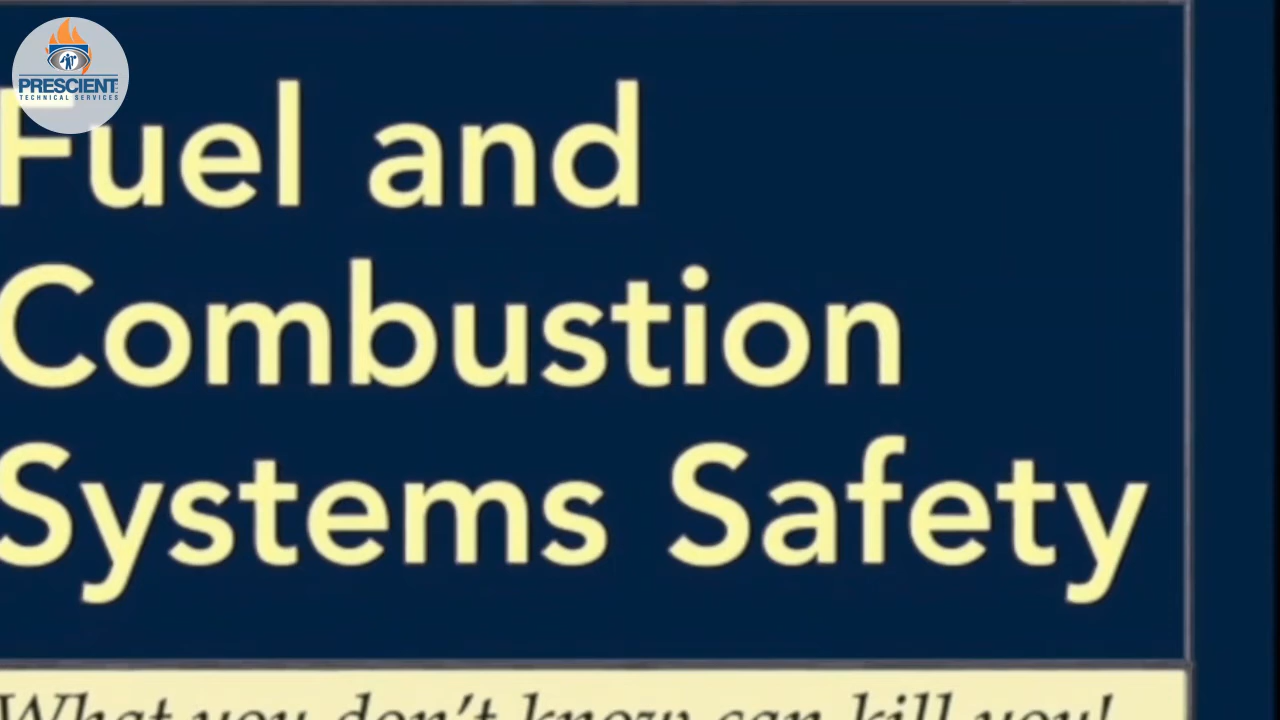 PRESCIENT
TECHNICAL SERVICES
Fuel and
Combustion
Systems Safety
What you don't know can kill you!